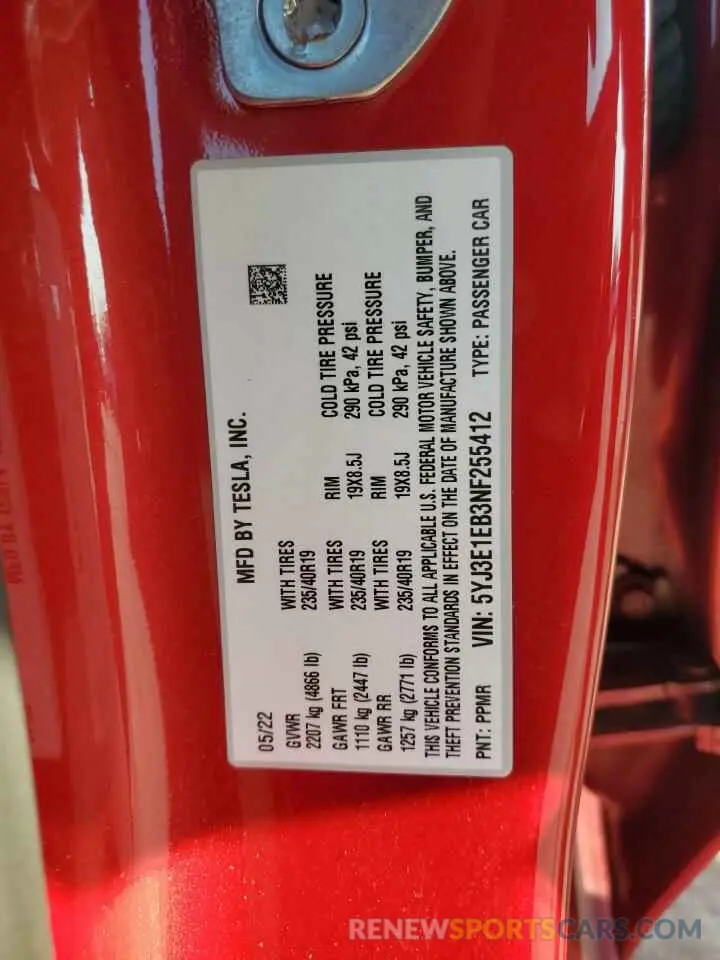 MFD BY TESLA, INC.
05/22
GVWR WITH TIRES
2207 kg (4866 lb) 235/40R19
GAWR FRT WITH TIRES RIM COLD TIRE PRESSURE
1110 kg (2447 lb) 235/40R19 19X8.5J 290 kPa, 42 psi
GAWR RR WITH TIRES RIM COLD TIRE PRESSURE
1257 kg (2771 lb) 235/40R19 19X8.5J 290 kPa, 42 psi
THIS VEHICLE CONFORMS TO ALL APPLICABLE U.S. FEDERAL MOTOR VEHICLE SAFETY, BUMPER, AND
THEFT PREVENTION STANDARDS IN EFFECT ON THE DATE OF MANUFACTURE SHOWN ABOVE.
PNT: PPMR VIN: 5YJ3E1EB3NF255412 TYPE: PASSENGER CAR
RENEWSPORTSCARS.COM